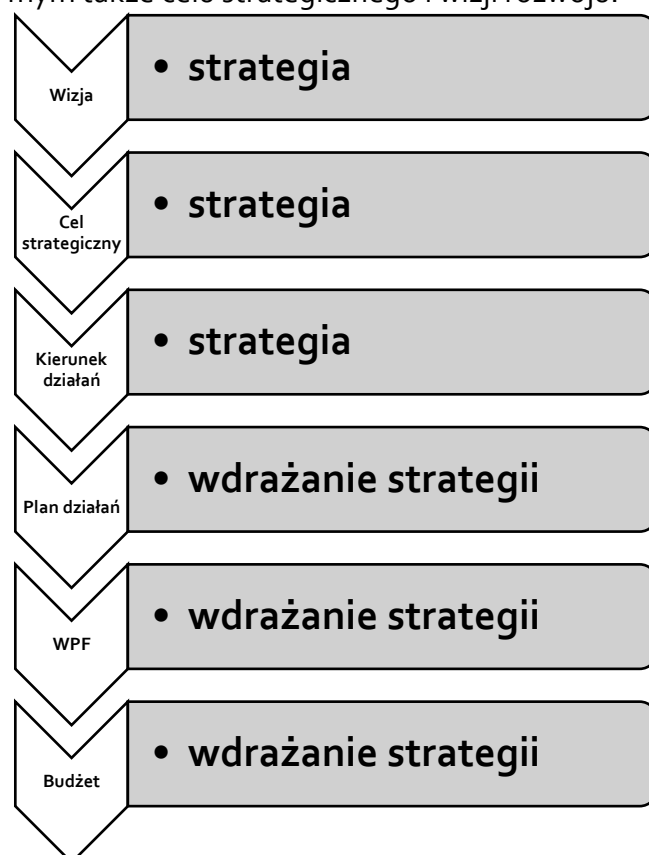 mym także celu strategicznego i wizji rozwoju.
Wizja
• strategia
Cel
strategiczny
• strategia
Kierunek
działań
• strategia
Plan działań
• wdrażanie strategii
WPF
• wdrażanie strategii
Budżet
• wdrażanie strategii